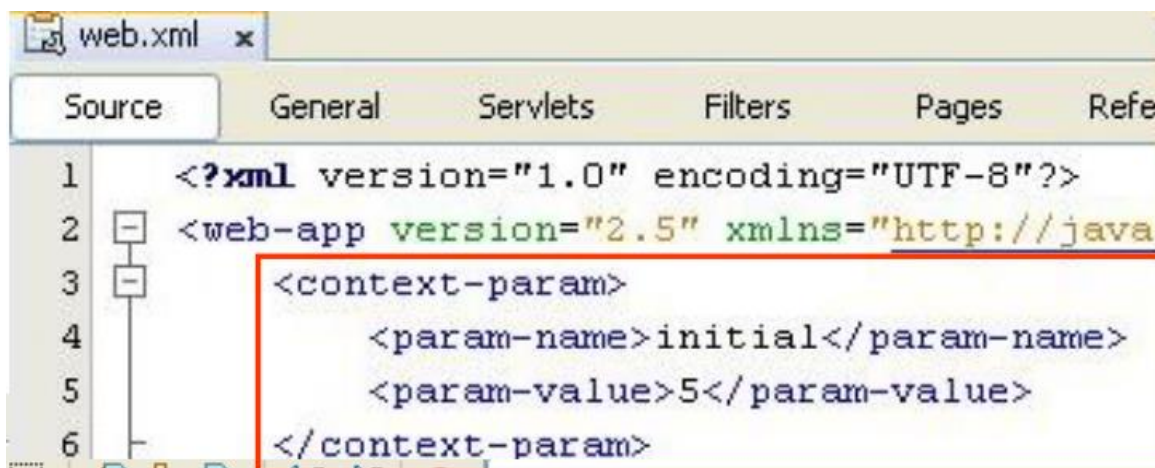 web.xml x
Source General Servlets Filters Pages
1 <?xml version="1.0" encoding="UTF-8"?>
2 <web-app version="2.5" xmlns="http://java
3 <context-param>
4 <param-name>initial</param-name>
5 <param-value>5</param-value>
6 </context-param>